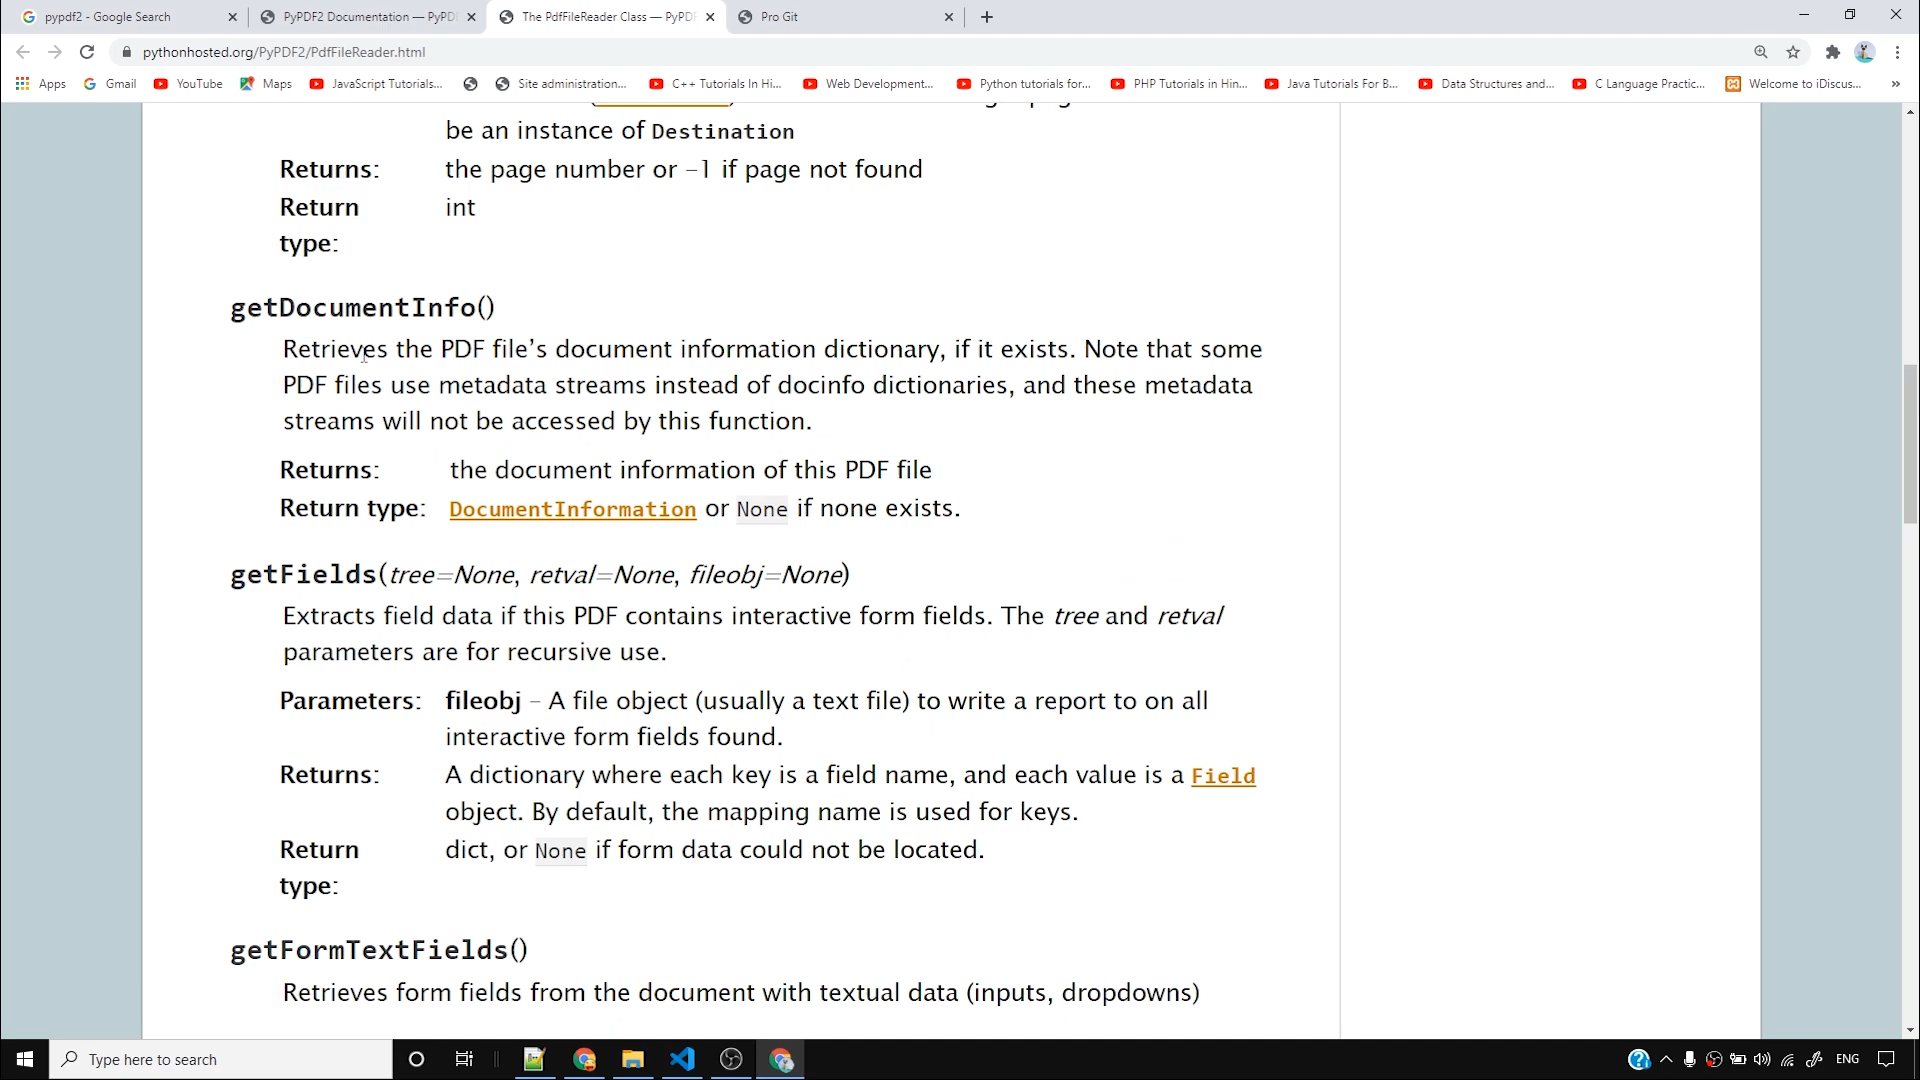 pypdf2 - Google Search
PyPDF2 Documentation — PyPD
The PdfFileReader Class — PyPD
Pro Git
pythonhosted.org/PyPDF2/PdfFileReader.html
Apps
Gmail
YouTube
Maps
JavaScript Tutorials...
Site administration...
C++ Tutorials In Hi...
Web Development...
Python tutorials for...
PHP Tutorials in Hin...
Java Tutorials For B...
Data Structures and...
C Language Practic...
Welcome to iDiscus...
»
be an instance of Destination
Returns: the page number or -1 if page not found
Return int
type:
getDocumentInfo()
Retrieves the PDF file’s document information dictionary, if it exists. Note that some
PDF files use metadata streams instead of docinfo dictionaries, and these metadata
streams will not be accessed by this function.
Returns: the document information of this PDF file
Return type: DocumentInformation or None if none exists.
getFields(tree=None, retval=None, fileobj=None)
Extracts field data if this PDF contains interactive form fields. The tree and retval
parameters are for recursive use.
Parameters: fileobj – A file object (usually a text file) to write a report to on all
interactive form fields found.
Returns: A dictionary where each key is a field name, and each value is a Field
object. By default, the mapping name is used for keys.
Return dict, or None if form data could not be located.
type:
getFormTextFields()
Retrieves form fields from the document with textual data (inputs, dropdowns)
Type here to search
ENG